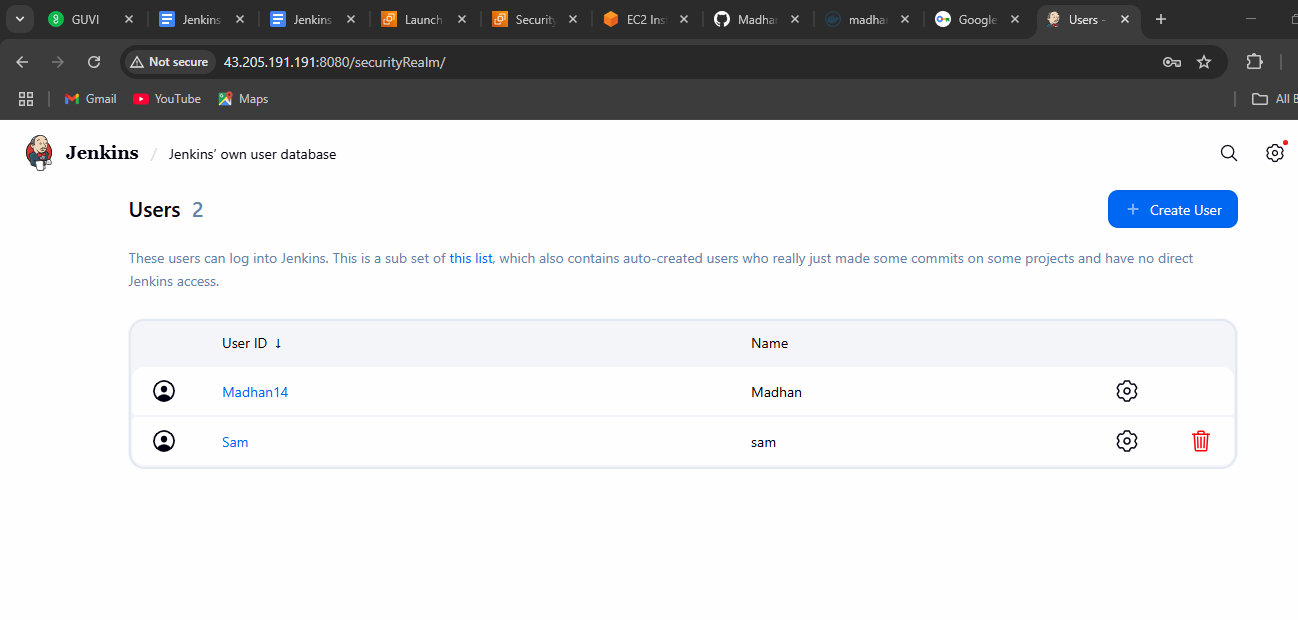 GUVI
Jenkins
Jenkins
Launch
Security
EC2 Ins
Madhan
madhan
Google
Users -
Not secure
43.205.191.191:8080/securityRealm/
Gmail
YouTube
Maps
All B
Jenkins / Jenkins’ own user database
Users 2
+ Create User
These users can log into Jenkins. This is a sub set of this list, which also contains auto-created users who really just made some commits on some projects and have no direct
Jenkins access.
User ID ↓ Name
Madhan14 Madhan
Sam sam